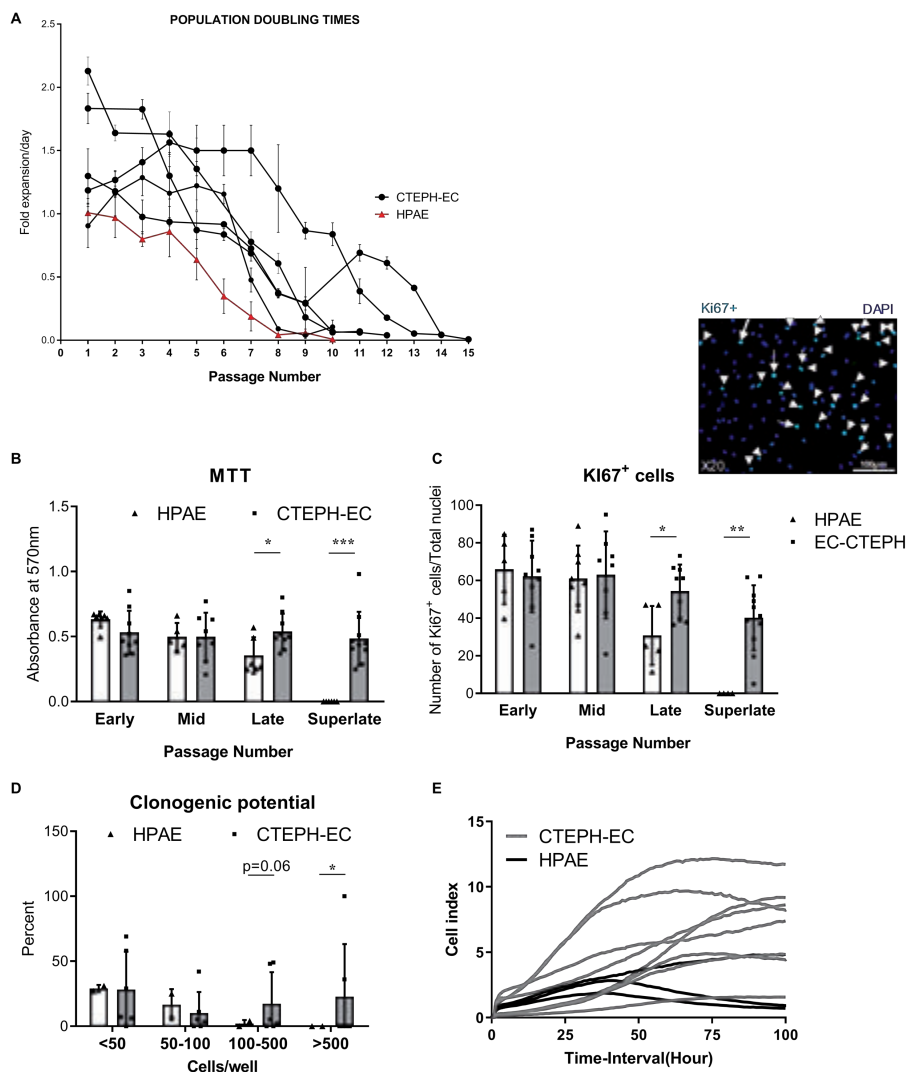 A
POPULATION DOUBLING TIMES
Fold expansion/day
2.5
2.0
1.5
1.0
0.5
0.0
0 1 2 3 4 5 6 7 8 9 10 11 12 13 14 15
Passage Number
CTEPH-EC
HPAE
Ki67+ DAPI
X20 100µm
B
MTT
HPAE CTEPH-EC
Absorbance at 570nm
1.5
1.0
0.5
0.0
* ***
Early Mid Late Superlate
Passage Number
C
KI67+ cells
HPAE
EC-CTEPH
Number of Ki67+ cells/Total nuclei
100
80
60
40
20
0
* **
Early Mid Late Superlate
Passage Number
D
Clonogenic potential
HPAE CTEPH-EC
Percent
150
100
50
0
p=0.06 *
<50 50-100 100-500 >500
Cells/well
E
CTEPH-EC
HPAE
Cell index
15
10
5
0
0 25 50 75 100
Time-Interval(Hour)